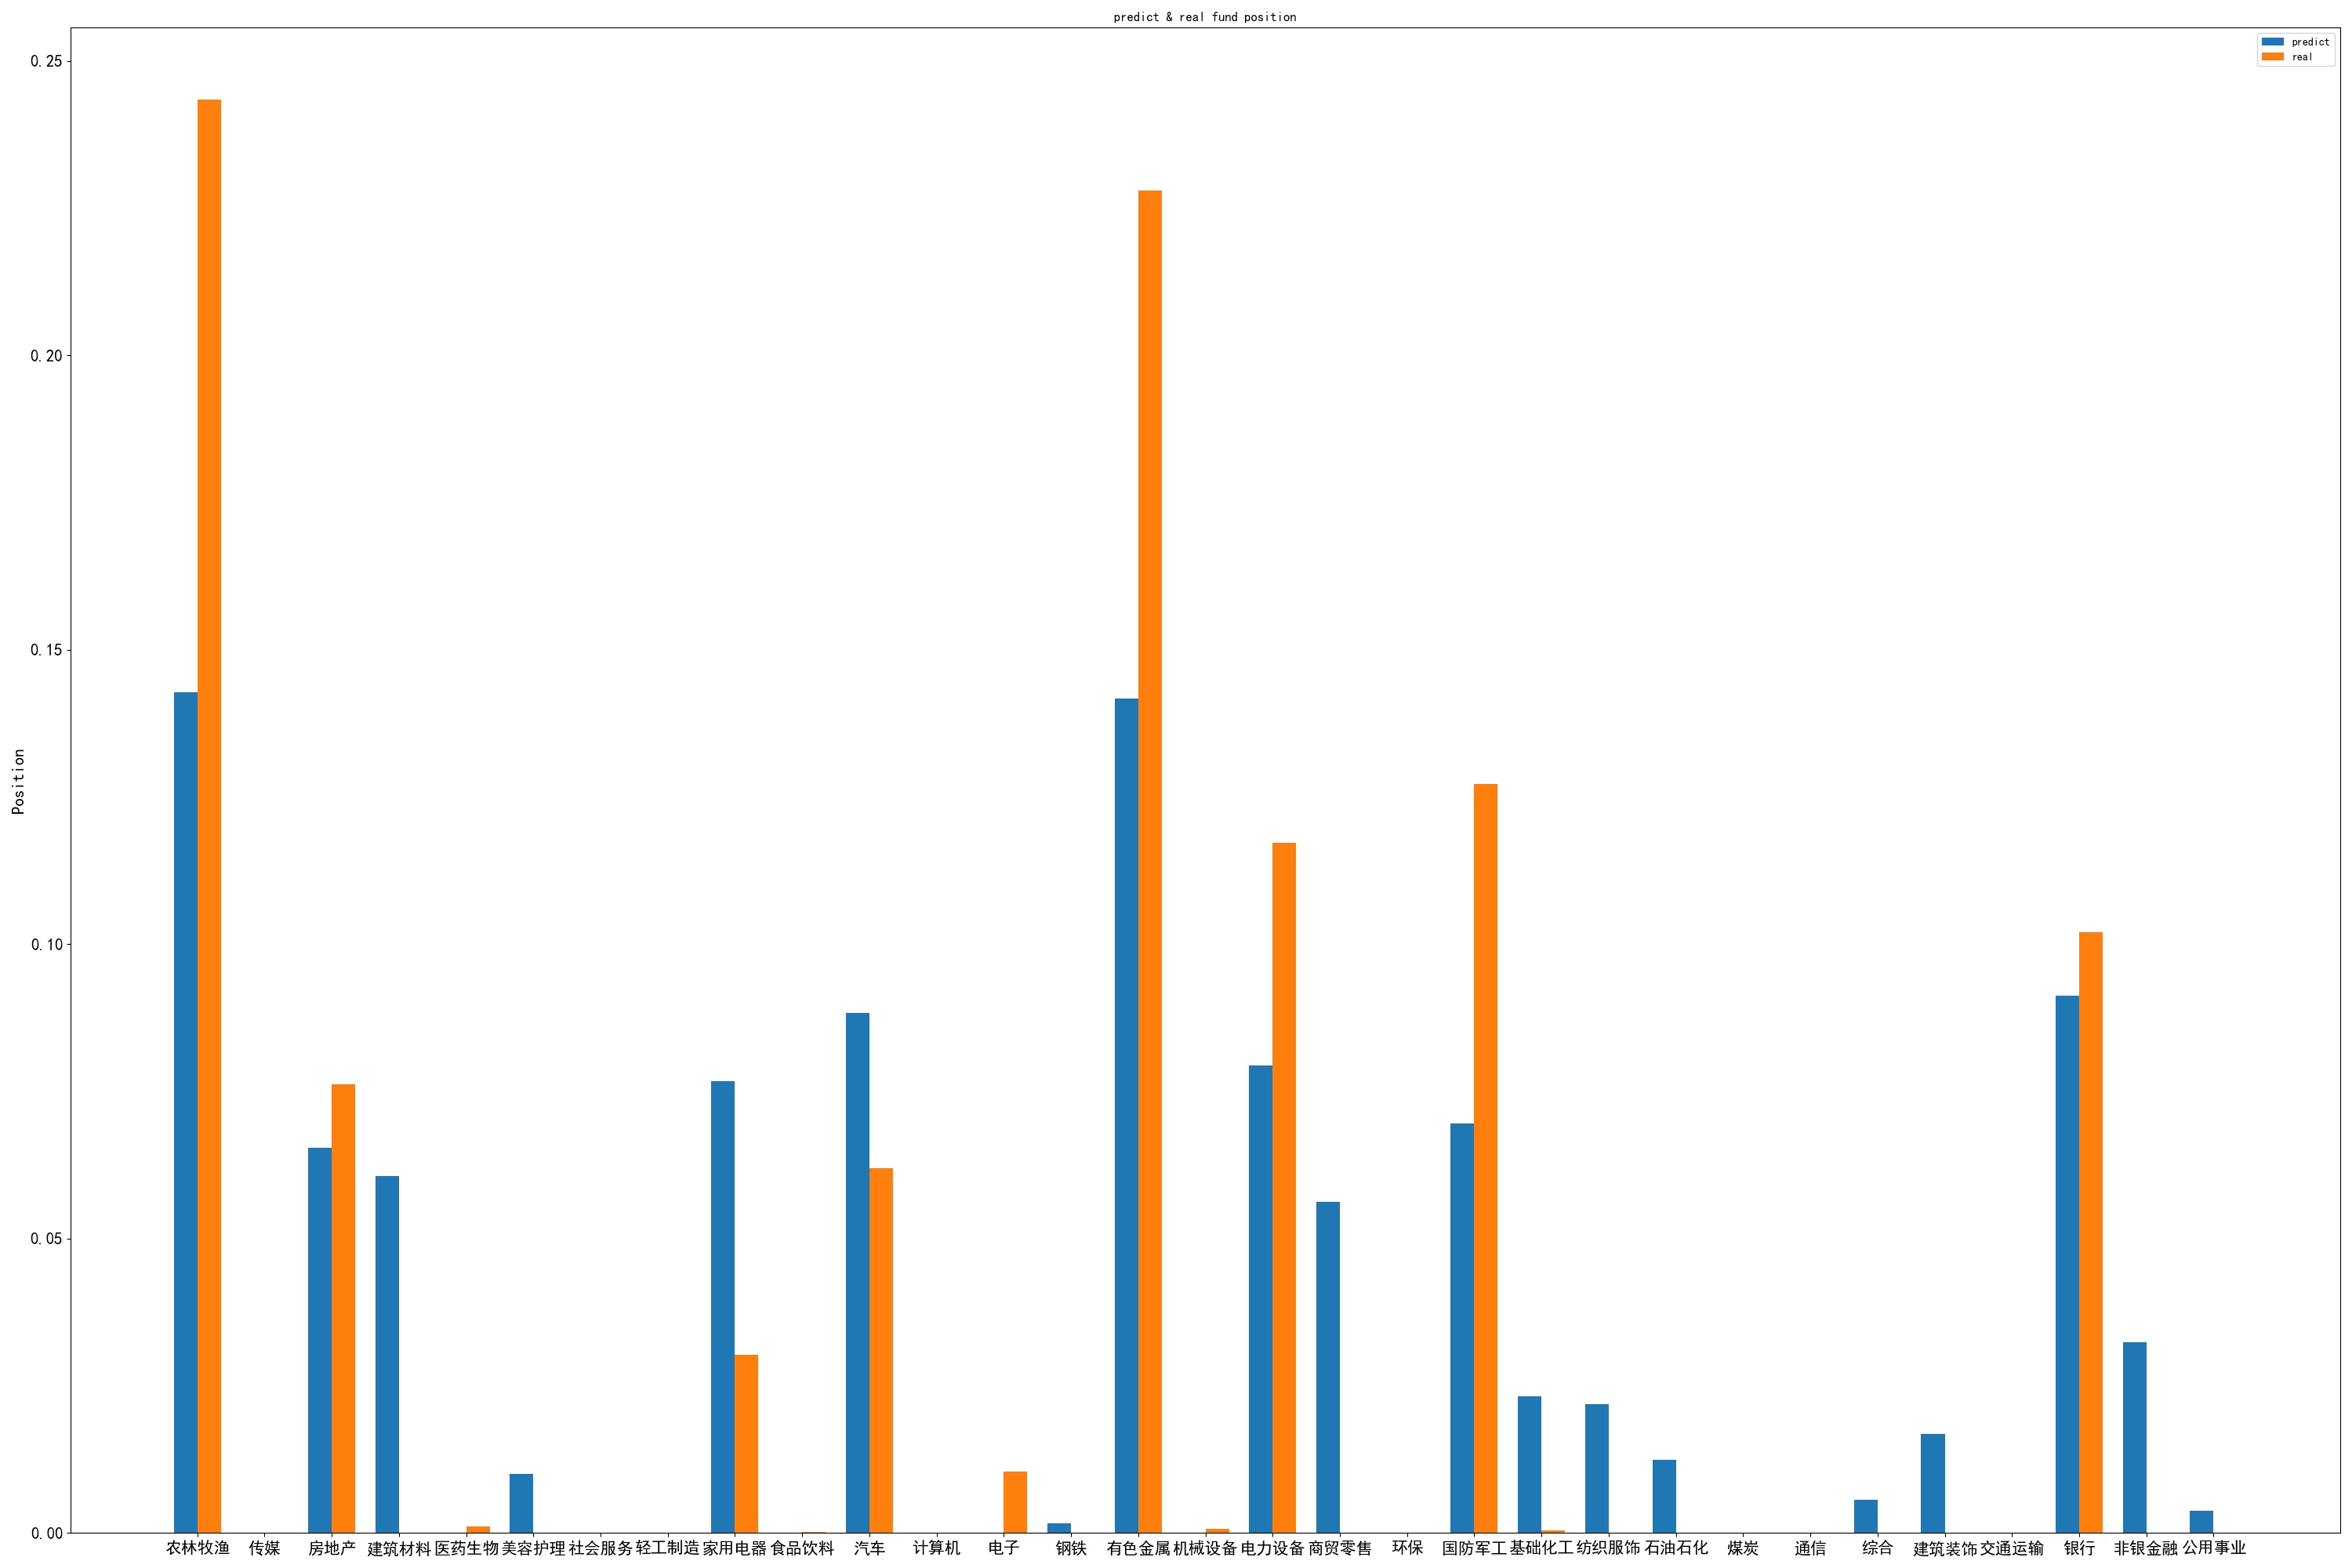 predict & real fund position
predict
real
Position
0.25
0.20
0.15
0.10
0.05
0.00
农林牧渔 传媒 房地产 建筑材料 医药生物 美容护理 社会服务 轻工制造 家用电器 食品饮料 汽车 计算机 电子 钢铁 有色金属 机械设备 电力设备 商贸零售 环保 国防军工 基础化工 纺织服饰 石油石化 煤炭 通信 综合 建筑装饰 交通运输 银行 非银金融 公用事业